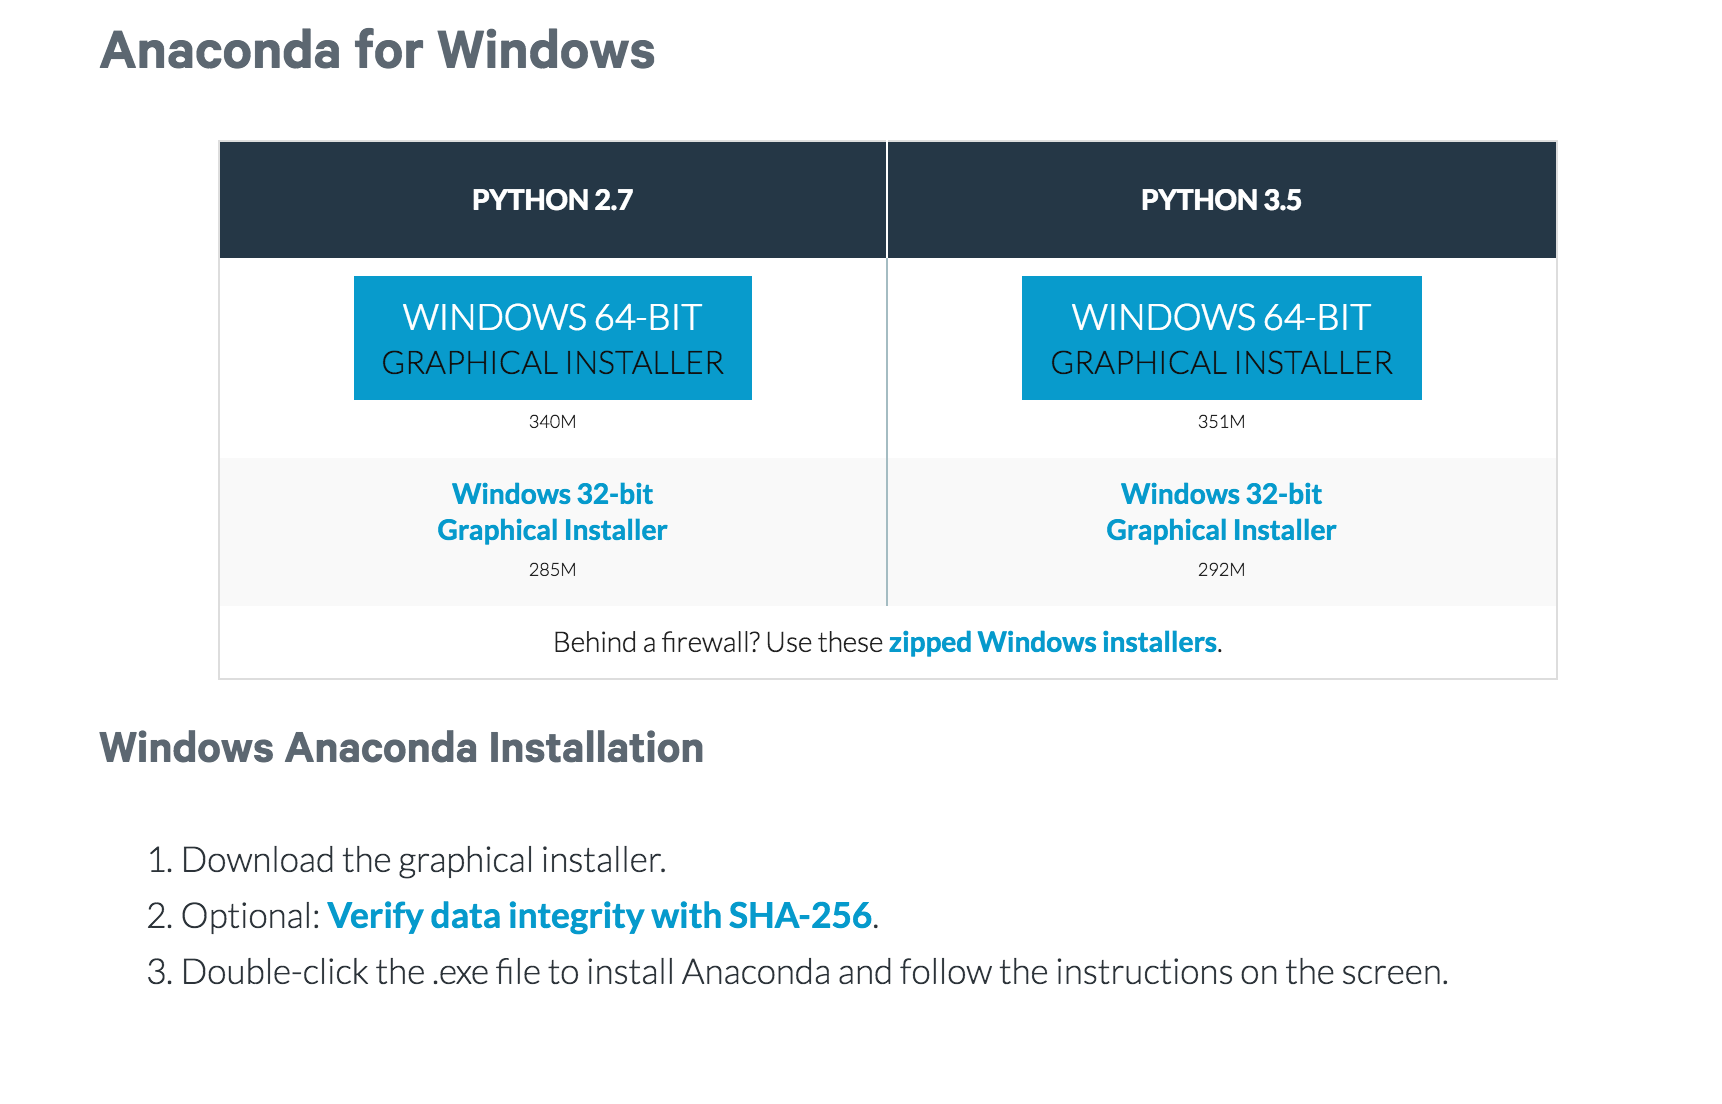 Anaconda for Windows
PYTHON 2.7
PYTHON 3.5
WINDOWS 64-BIT
GRAPHICAL INSTALLER
340M
WINDOWS 64-BIT
GRAPHICAL INSTALLER
351M
Windows 32-bit
Graphical Installer
285M
Windows 32-bit
Graphical Installer
292M
Behind a firewall? Use these zipped Windows installers.
Windows Anaconda Installation
1. Download the graphical installer.
2. Optional: Verify data integrity with SHA-256.
3. Double-click the .exe file to install Anaconda and follow the instructions on the screen.